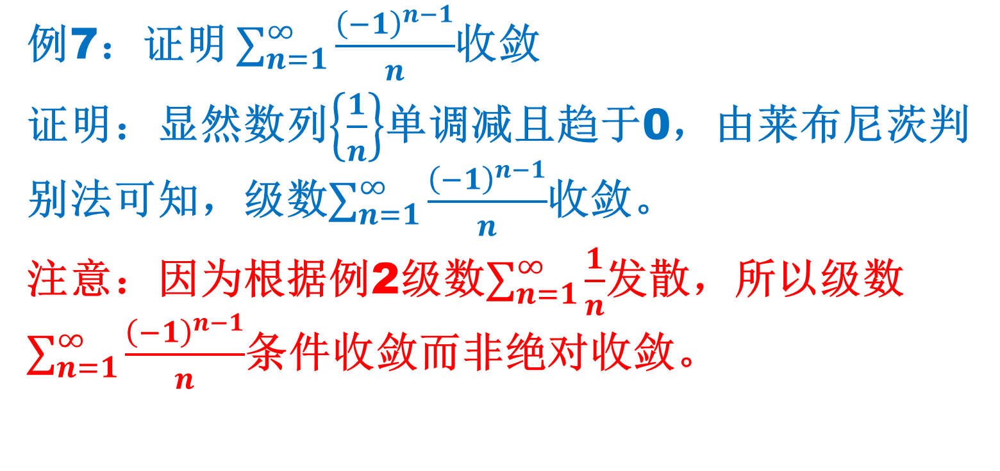 例7：证明 $\sum_{n=1}^{\infty} \frac{(-1)^{n-1}}{n}$收敛
证明：显然数列$\left\{\frac{1}{n}\right\}$单调减且趋于0，由莱布尼茨判
别法可知，级数$\sum_{n=1}^{\infty} \frac{(-1)^{n-1}}{n}$收敛。
注意：因为根据例2级数$\sum_{n=1}^{\infty} \frac{1}{n}$发散，所以级数
$\sum_{n=1}^{\infty} \frac{(-1)^{n-1}}{n}$条件收敛而非绝对收敛。